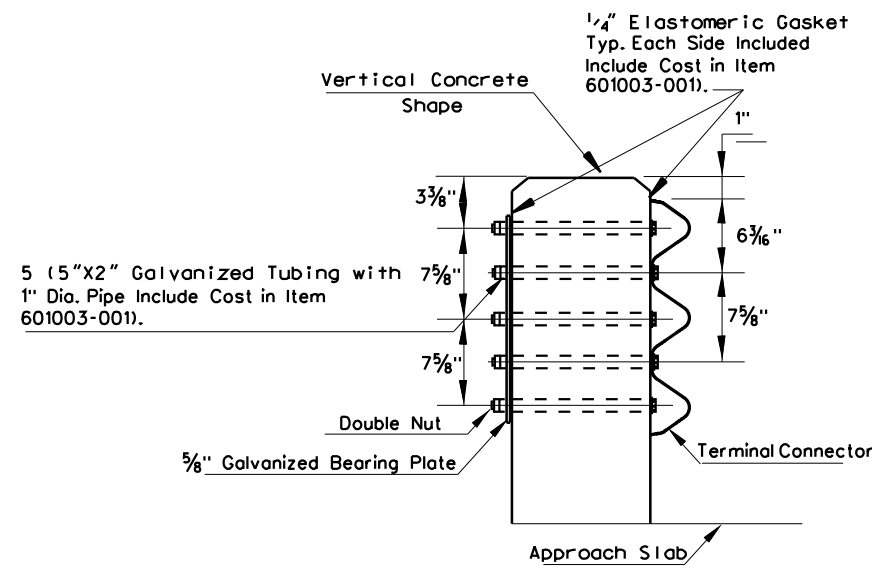 1/4" Elastomeric Gasket
Typ. Each Side Included
Include Cost in Item
601003-001).
Vertical Concrete
Shape
1"
3 3/8"
6 3/16"
5 (5"X2" Galvanized Tubing with
1" Dia. Pipe Include Cost in Item
601003-001).
7 5/8"
7 5/8"
7 5/8"
Double Nut
5/8" Galvanized Bearing Plate
Terminal Connector
Approach Slab